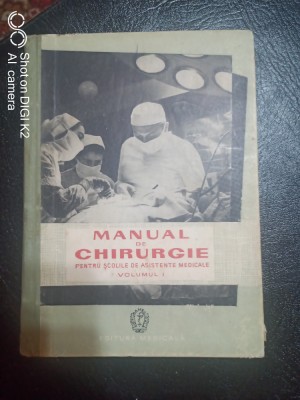 MANUAL
DE
CHIRURGIE
PENTRU ȘCOLILE DE ASISTENTE MEDICALE
VOLUMUL I
EDITURA MEDICALĂ
Shot on DIGI K2
AI camera